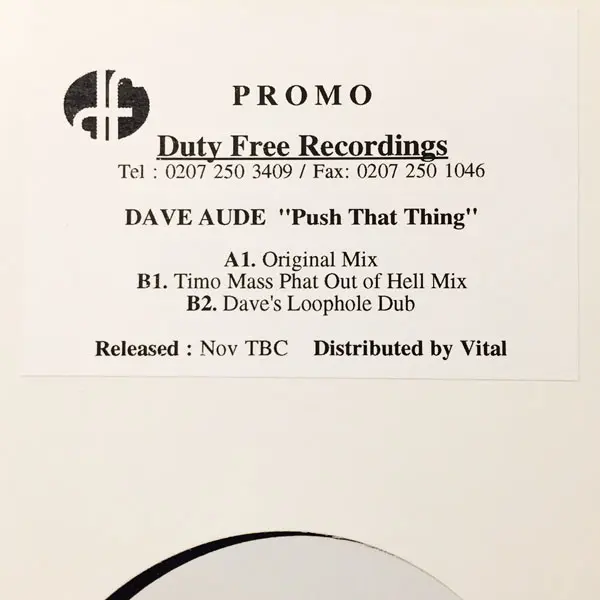 df
PROMO
Duty Free Recordings
Tel : 0207 250 3409 / Fax: 0207 250 1046
DAVE AUDE "Push That Thing"
A1. Original Mix
B1. Timo Mass Phat Out of Hell Mix
B2. Dave's Loophole Dub
Released : Nov TBC Distributed by Vital